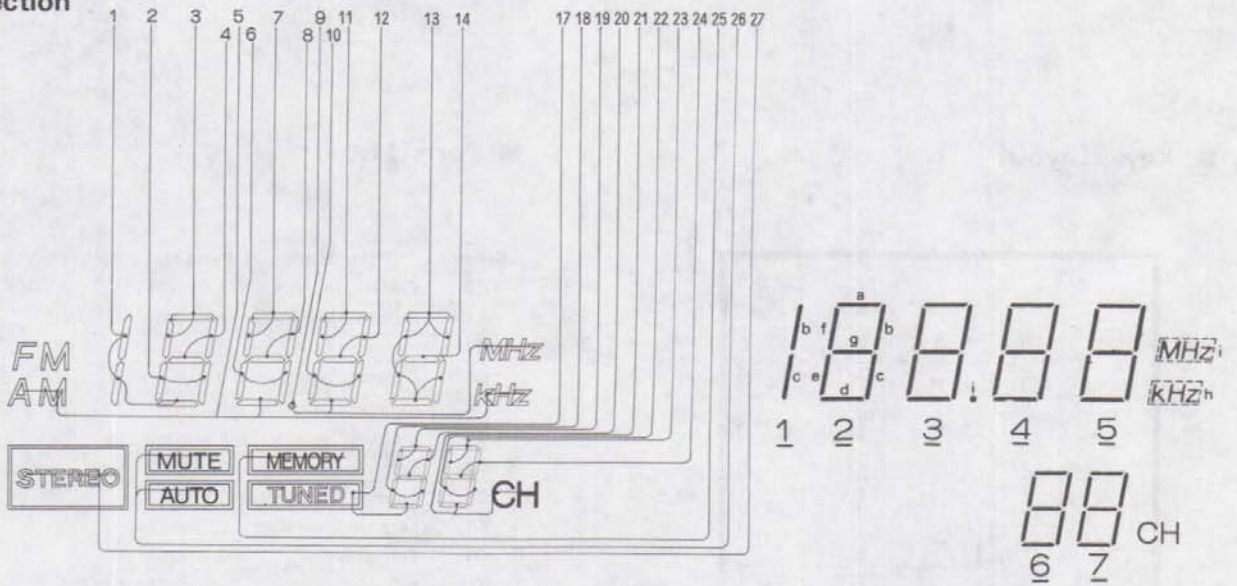 ection
1 2 3 5 7 9 11 12 13 14 17 18 19 20 21 22 23 24 25 26 27
4 6 8 10
a
b f b
g
c e c
d
i
FM MHz
AM kHz
MHz i
kHz h
1 2 3 4 5
STEREO MUTE MEMORY
AUTO TUNED CH
CH
6 7